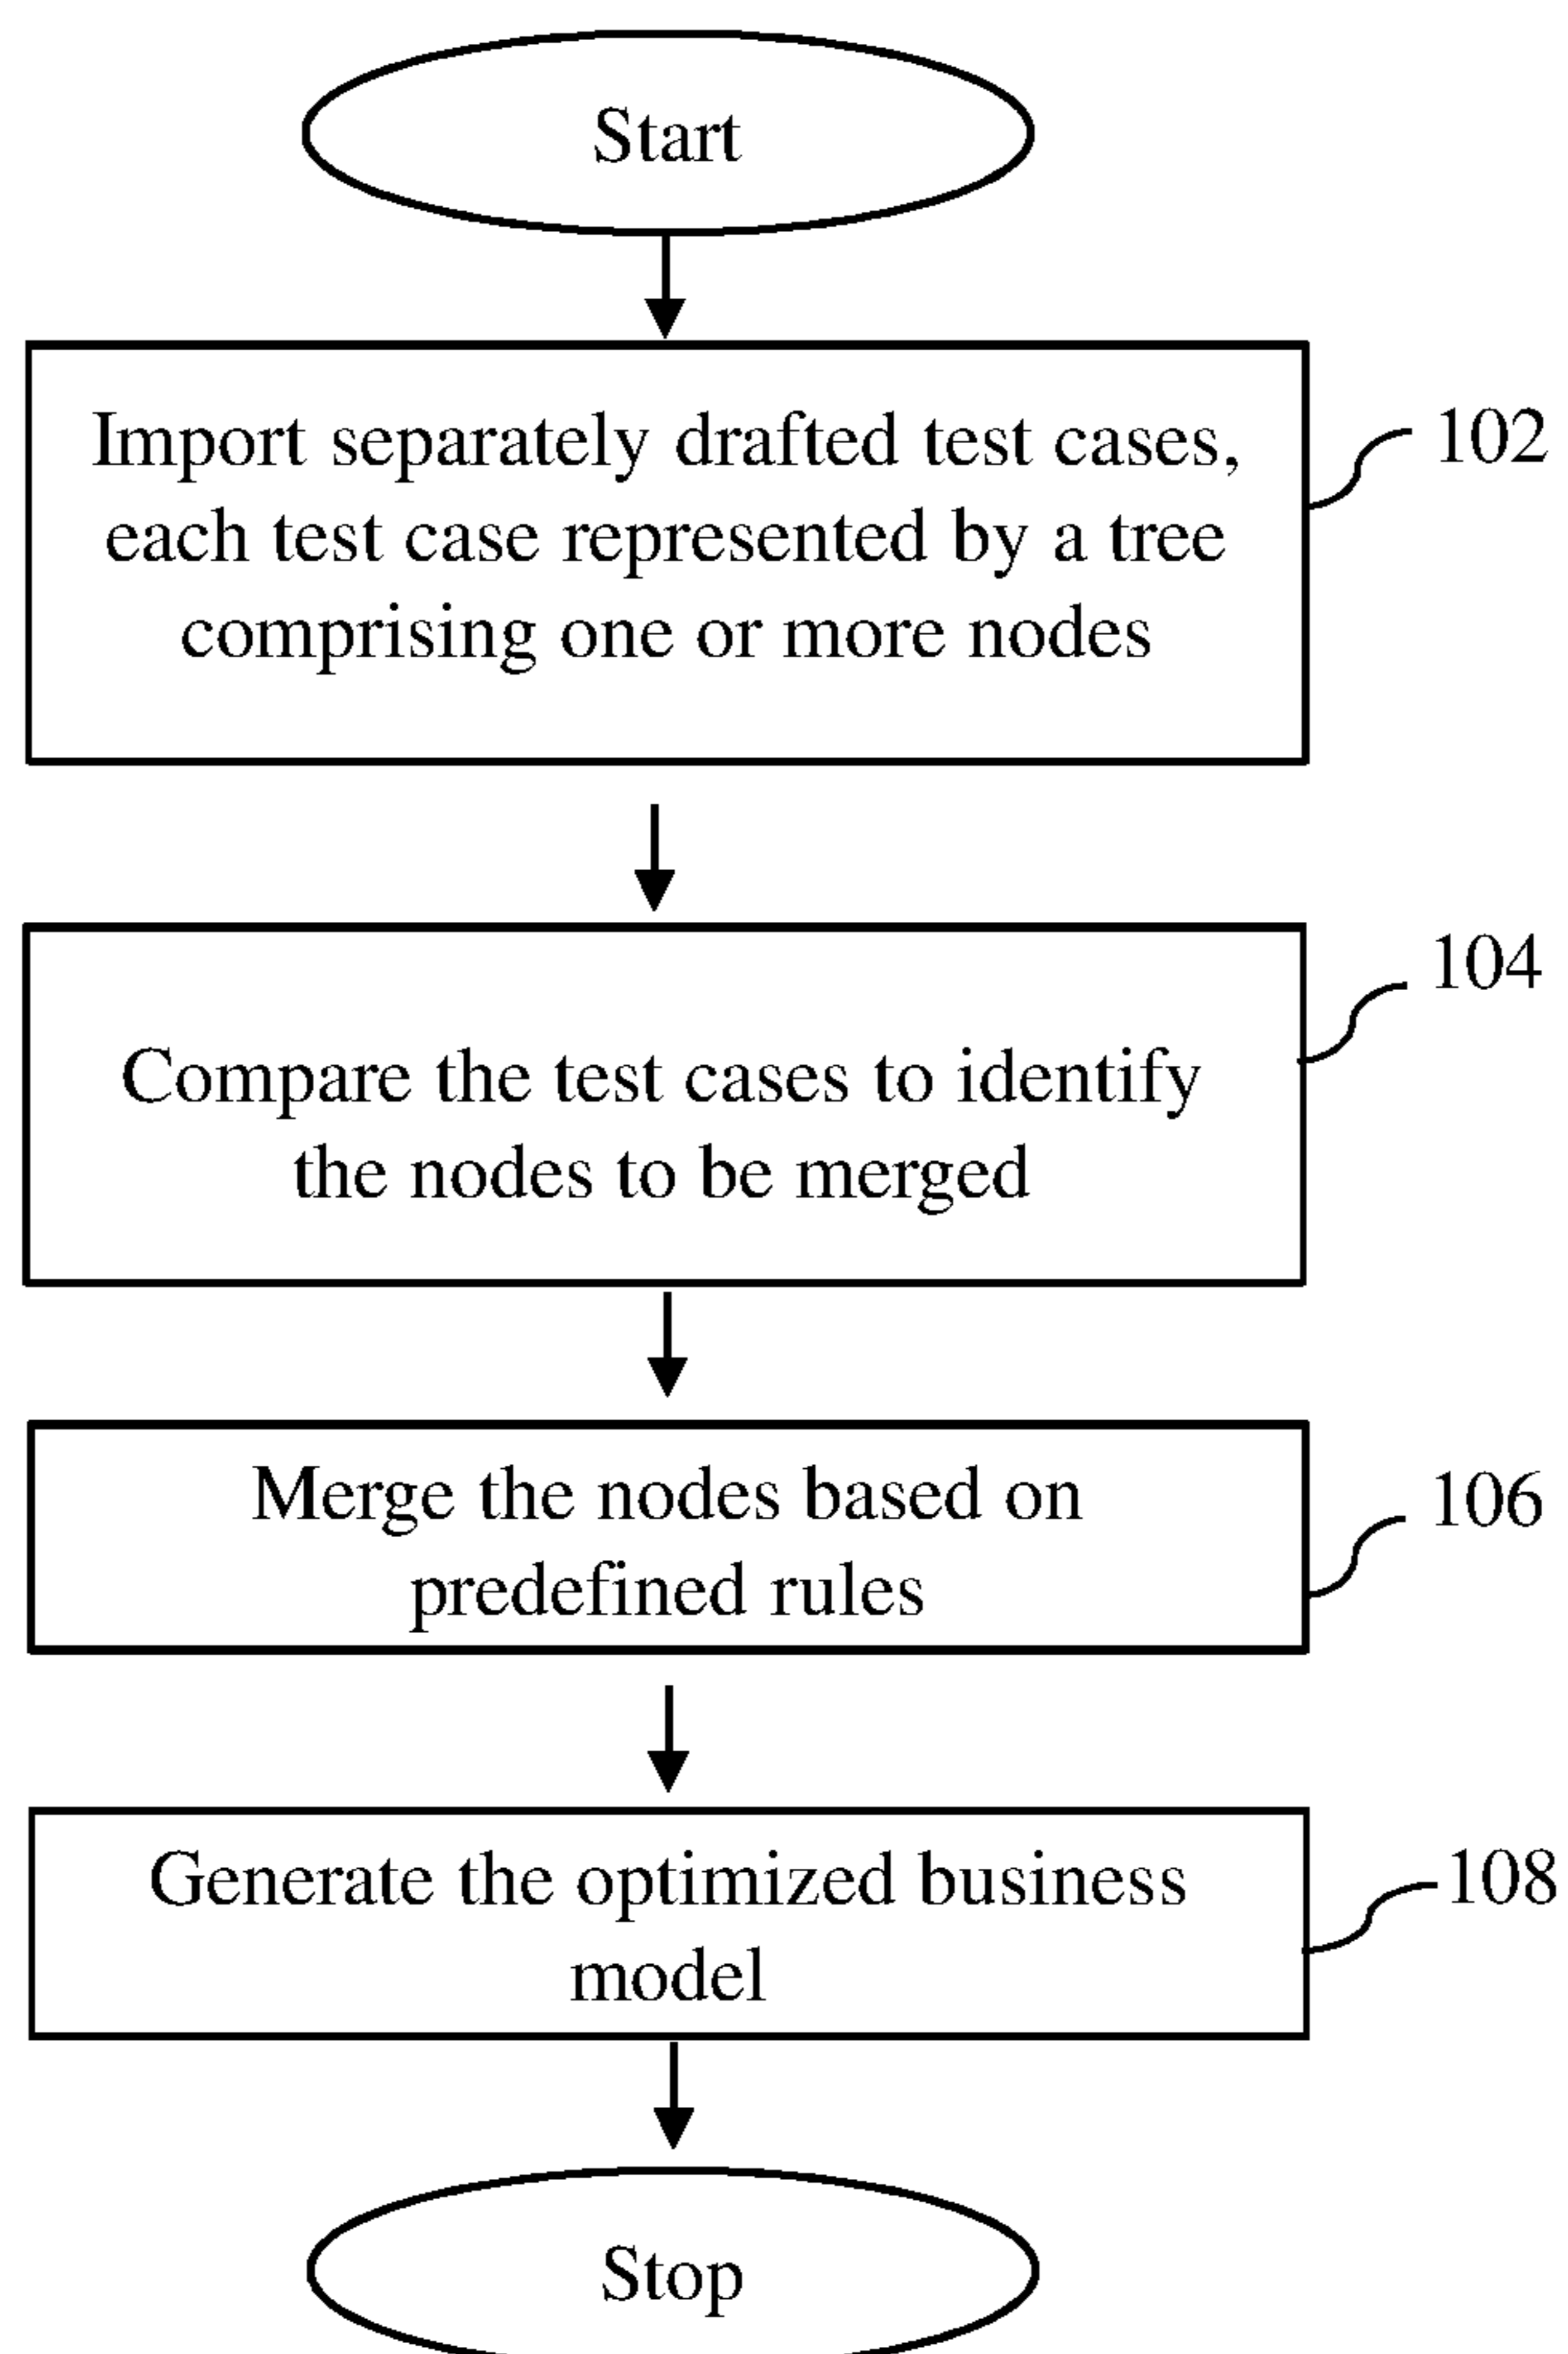 Start
Import separately drafted test cases,
each test case represented by a tree
comprising one or more nodes
102
Compare the test cases to identify
the nodes to be merged
104
Merge the nodes based on
predefined rules
106
Generate the optimized business
model
108
Stop